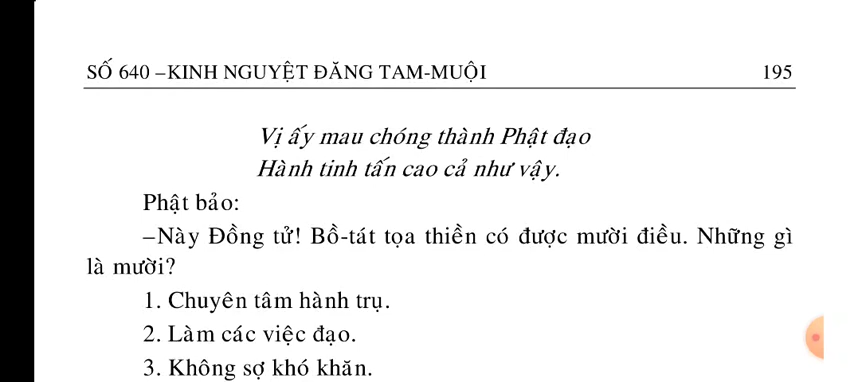 SỐ 640 –KINH NGUYỆT ĐĂNG TAM-MUỘI 195
Vị ấy mau chóng thành Phật đạo
Hành tinh tấn cao cả như vậy.
Phật bảo:
–Này Đồng tử! Bồ-tát tọa thiền có được mười điều. Những gì
là mười?
1. Chuyên tâm hành trụ.
2. Làm các việc đạo.
3. Không sợ khó khăn.